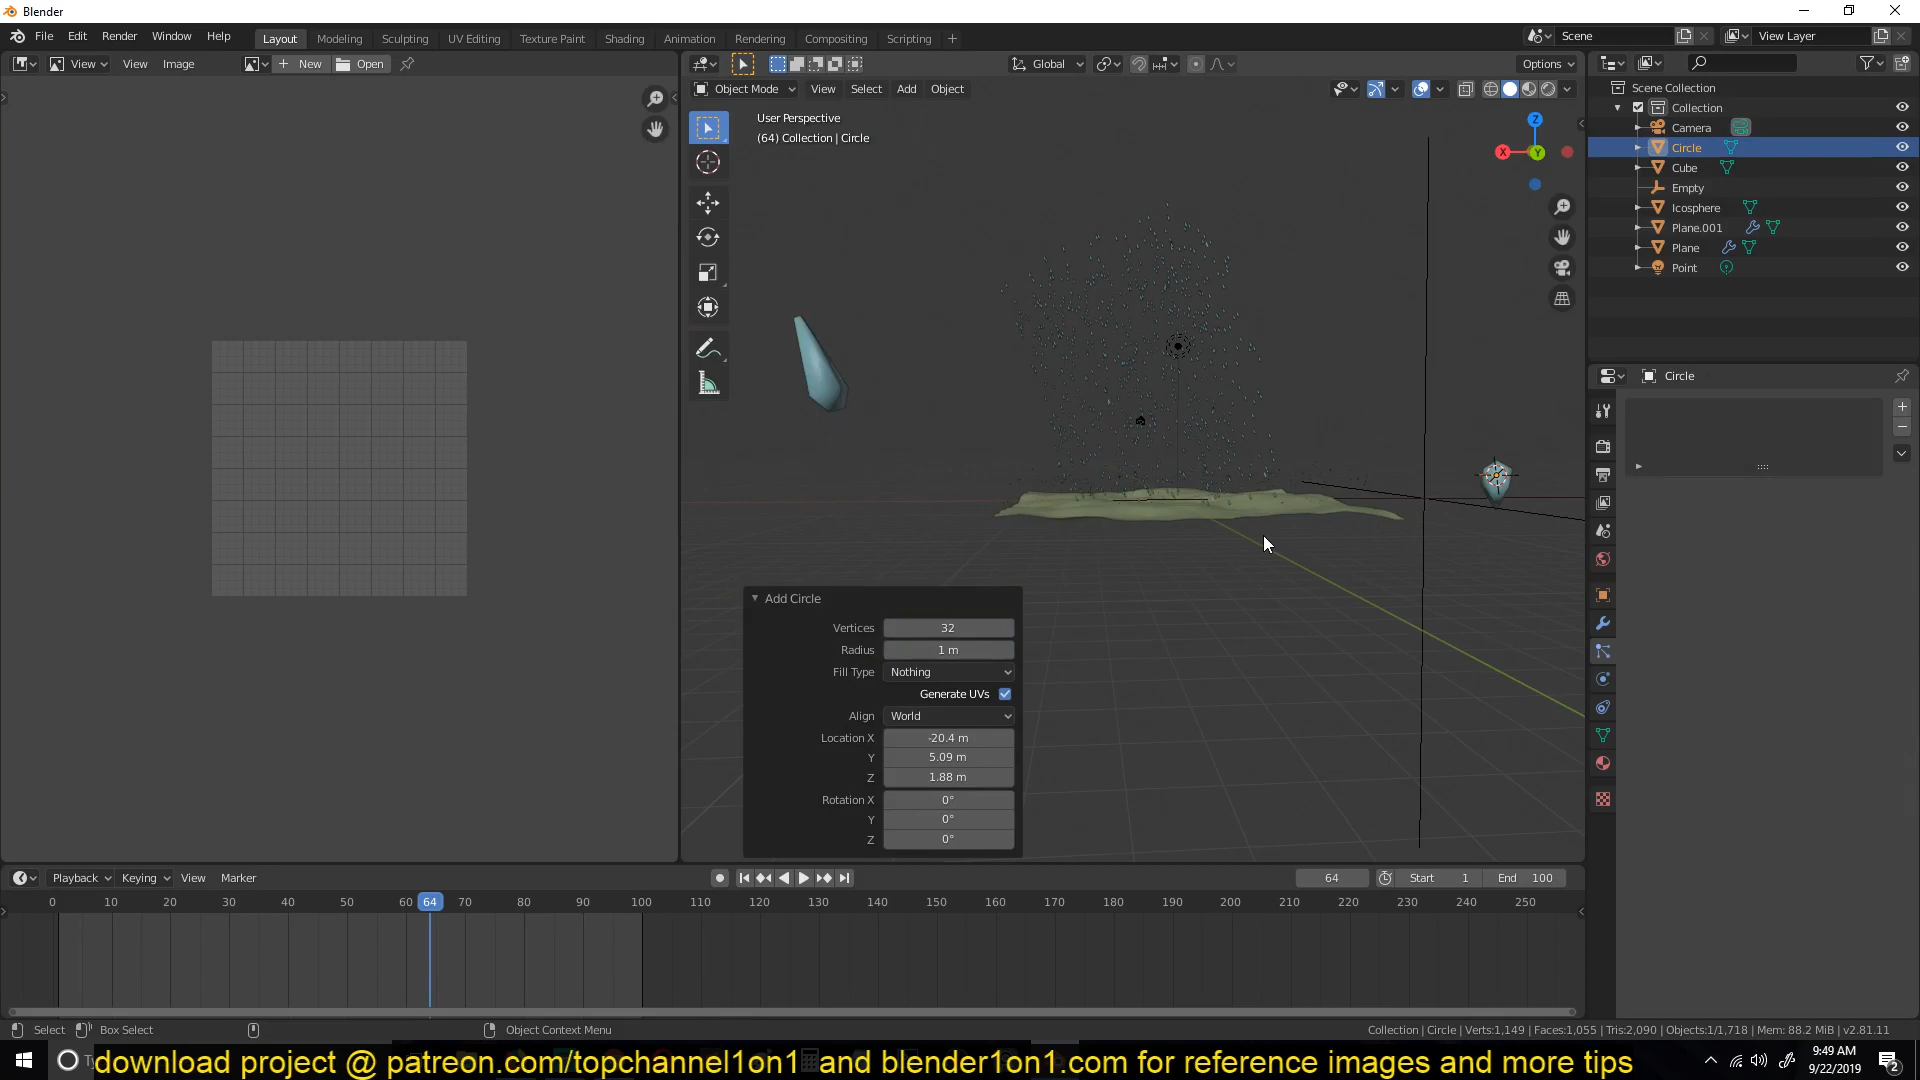 Blender
File Edit Render Window Help
Layout Modeling Sculpting UV Editing Texture Paint Shading Animation Rendering Compositing Scripting +
Scene View Layer
View View Image New Open
Global Options
Object Mode View Select Add Object
User Perspective
(64) Collection | Circle
Z
X Y
Scene Collection
Collection
Camera
Circle
Cube
Empty
Icosphere
Plane.001
Plane
Point
Circle
Add Circle
Vertices 32
Radius 1 m
Fill Type Nothing
Generate UVs
Align World
Location X -20.4 m
Y 5.09 m
Z 1.88 m
Rotation X 0°
Y 0°
Z 0°
Playback Keying View Marker
64 Start 1 End 100
0 10 20 30 40 50 60 64 70 80 90 100 110 120 130 140 150 160 170 180 190 200 210 220 230 240 250
Select Box Select Object Context Menu
Collection | Circle | Verts:1,149 | Faces:1,055 | Tris:2,090 | Objects:1/1,718 | Mem: 88.2 MiB | v2.81.11
download project @ patreon.com/topchannel1on1 and blender1on1.com for reference images and more tips
9:49 AM
9/22/2019
2